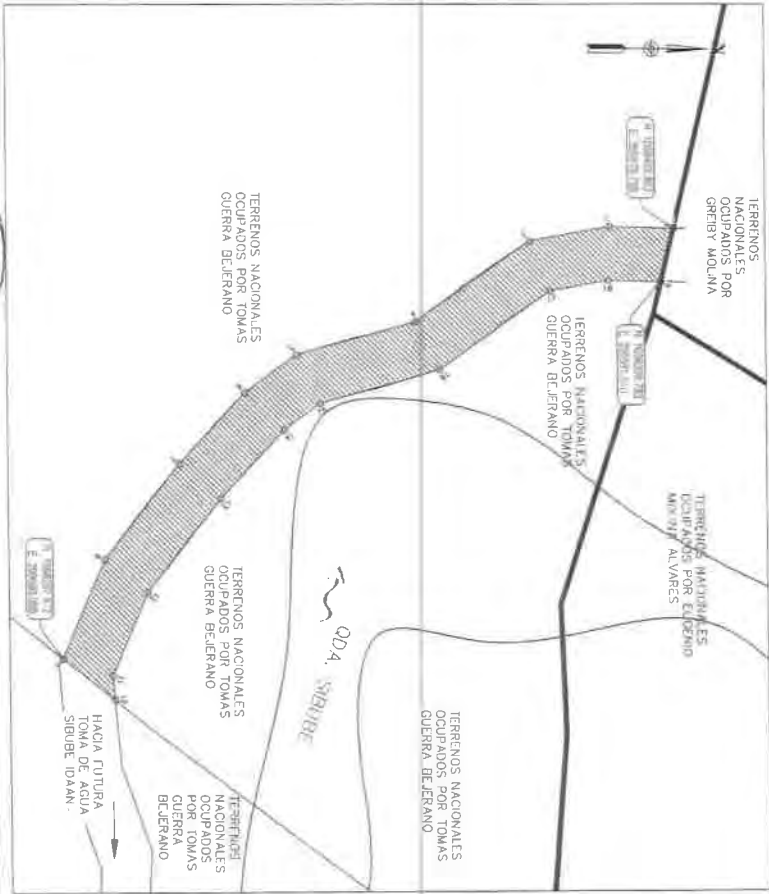 TERRENOS
NACIONALES
OCUPADOS POR
GREIBY MOLINA
TERRENOS NACIONALES
OCUPADOS POR TOMAS
GUERRA BEJERANO
TERRENOS NACIONALES
OCUPADOS POR TOMAS
GUERRA BEJERANO
TERRENOS NACIONALES
OCUPADOS POR EUGENIO
MOLINA ALVARES
QDA. SIBUBE
TERRENOS NACIONALES
OCUPADOS POR TOMAS
GUERRA BEJERANO
TERRENOS NACIONALES
OCUPADOS POR TOMAS
GUERRA BEJERANO
TERRENOS
NACIONALES
OCUPADOS
POR TOMAS
GUERRA
BEJERANO
HACIA FUTURA
TOMA DE AGUA
SIBUBE IDAAN.